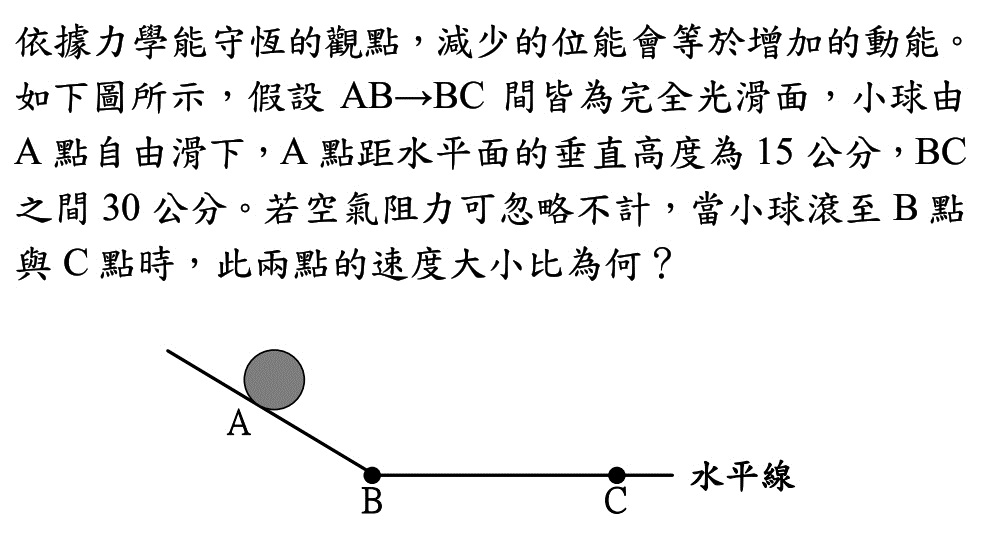 依據力學能守恆的觀點，減少的位能會等於增加的動能。
如下圖所示，假設 AB→BC 間皆為完全光滑面，小球由
A 點自由滑下，A 點距水平面的垂直高度為 15 公分，BC
之間 30 公分。若空氣阻力可忽略不計，當小球滾至 B 點
與 C 點時，此兩點的速度大小比為何？
A
B
C
水平線